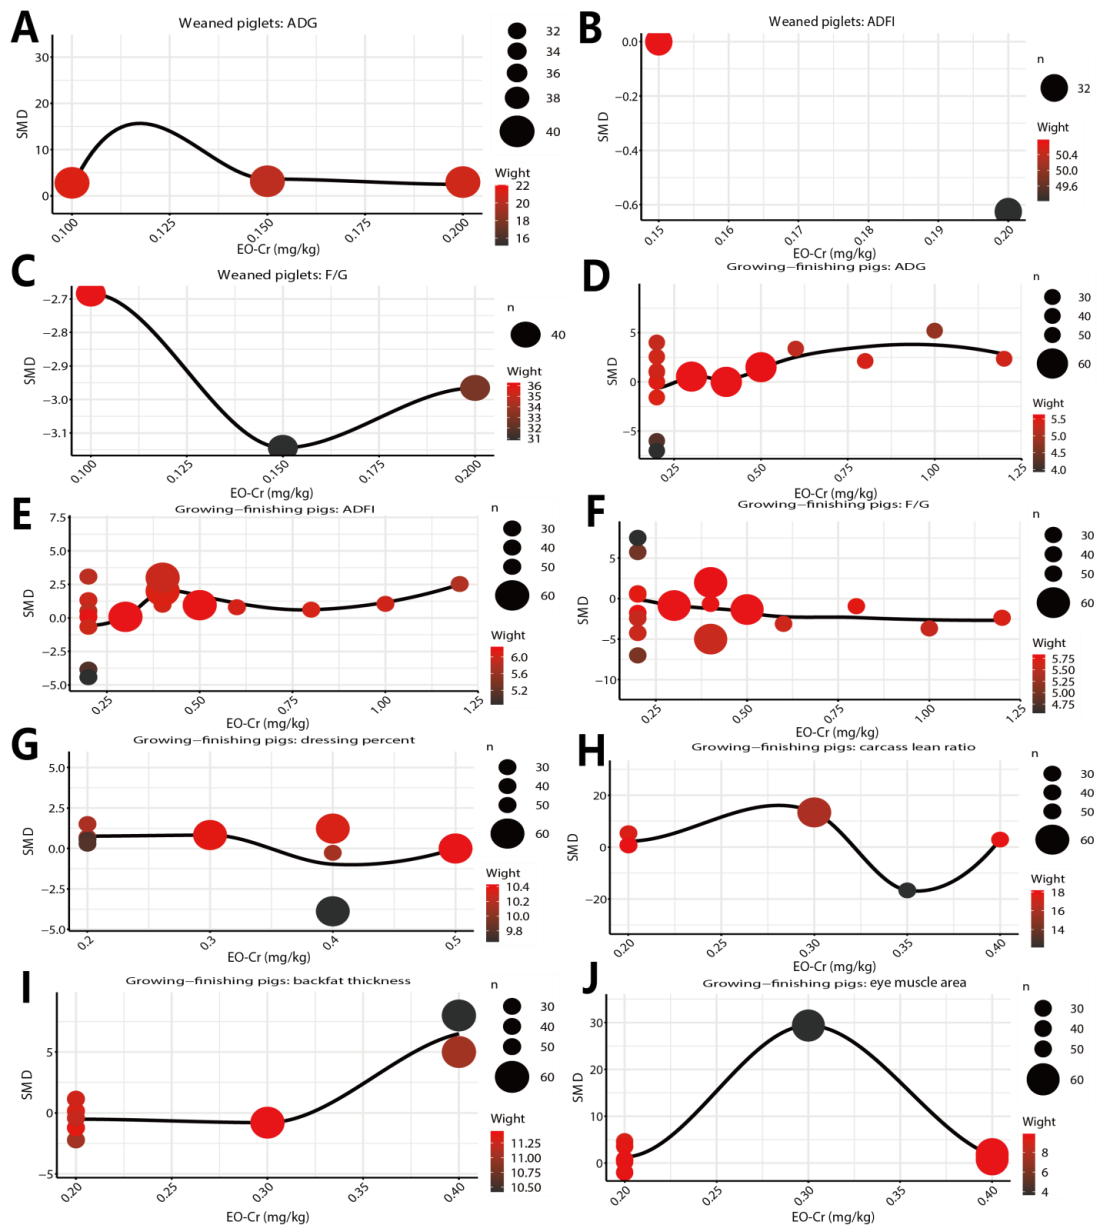 A
Weaned piglets: ADG
30
20
10
0
SMD
0.100
0.125
0.150
0.175
0.200
EO-Cr (mg/kg)
32
34
36
38
40
Wight
22
20
18
16
B
Weaned piglets: ADFI
0.0
−0.2
−0.4
−0.6
SMD
0.15
0.16
0.17
0.18
0.19
0.20
EO-Cr (mg/kg)
n
32
Wight
50.4
50.0
49.6
C
Weaned piglets: F/G
−2.7
−2.8
−2.9
−3.0
−3.1
SMD
0.100
0.125
0.150
0.175
0.200
EO-Cr (mg/kg)
n
40
Wight
36
35
34
33
32
31
D
Growing−finishing pigs: ADG
5
0
−5
SMD
0.25
0.50
0.75
1.00
1.25
EO-Cr (mg/kg)
n
30
40
50
60
Wight
5.5
5.0
4.5
4.0
E
Growing−finishing pigs: ADFI
7.5
5.0
2.5
0.0
−2.5
−5.0
SMD
0.25
0.50
0.75
1.00
1.25
EO-Cr (mg/kg)
n
30
40
50
60
Wight
6.0
5.6
5.2
F
Growing−finishing pigs: F/G
5
0
−5
−10
SMD
0.25
0.50
0.75
1.00
1.25
EO-Cr (mg/kg)
n
30
40
50
60
Wight
5.75
5.50
5.25
5.00
4.75
G
Growing−finishing pigs: dressing percent
5.0
2.5
0.0
−2.5
−5.0
SMD
0.2
0.3
0.4
0.5
EO-Cr (mg/kg)
n
30
40
50
60
Wight
10.4
10.2
10.0
9.8
H
Growing−finishing pigs: carcass lean ratio
20
0
−20
SMD
0.20
0.25
0.30
0.35
0.40
EO-Cr (mg/kg)
n
30
40
50
60
Wight
18
16
14
I
Growing−finishing pigs: backfat thickness
5
0
−5
SMD
0.20
0.25
0.30
0.35
0.40
EO-Cr (mg/kg)
n
30
40
50
60
Wight
11.25
11.00
10.75
10.50
J
Growing−finishing pigs: eye muscle area
30
20
10
0
SMD
0.20
0.25
0.30
0.35
0.40
EO-Cr (mg/kg)
n
30
40
50
60
Wight
8
6
4